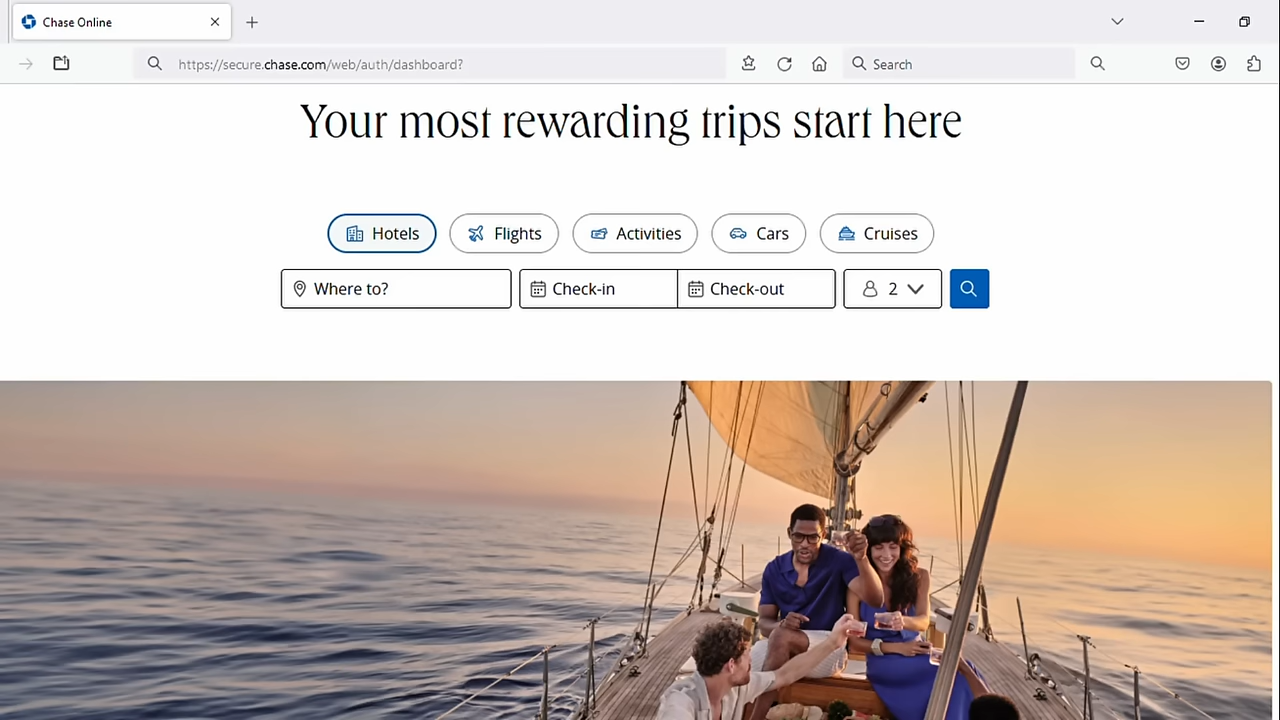 Chase Online
https://secure.chase.com/web/auth/dashboard?
Search
Your most rewarding trips start here
Hotels
Flights
Activities
Cars
Cruises
Where to?
Check-in
Check-out
2